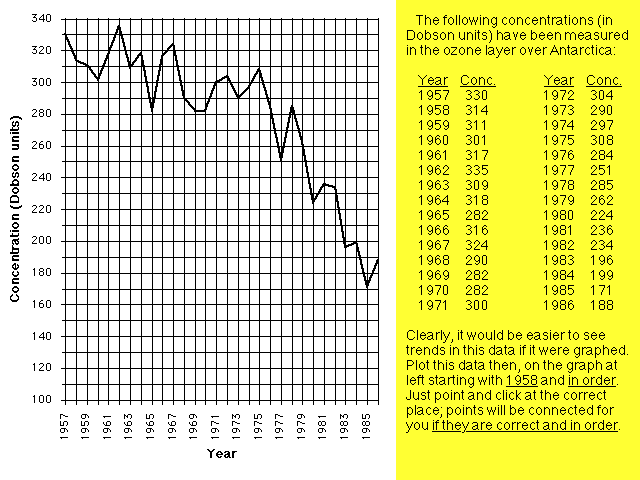 340
320
300
280
260
240
220
200
180
160
140
120
100
Concentration (Dobson units)
1957
1959
1961
1963
1965
1967
1969
1971
1973
1975
1977
1979
1981
1983
1985
Year
The following concentrations (in
Dobson units) have been measured
in the ozone layer over Antarctica:
Year Conc. Year Conc.
1957 330 1972 304
1958 314 1973 290
1959 311 1974 297
1960 301 1975 308
1961 317 1976 284
1962 335 1977 251
1963 309 1978 285
1964 318 1979 262
1965 282 1980 224
1966 316 1981 236
1967 324 1982 234
1968 290 1983 196
1969 282 1984 199
1970 282 1985 171
1971 300 1986 188
Clearly, it would be easier to see
trends in this data if it were graphed.
Plot this data then, on the graph at
left starting with 1958 and in order.
Just point and click at the correct
place; points will be connected for
you if they are correct and in order.